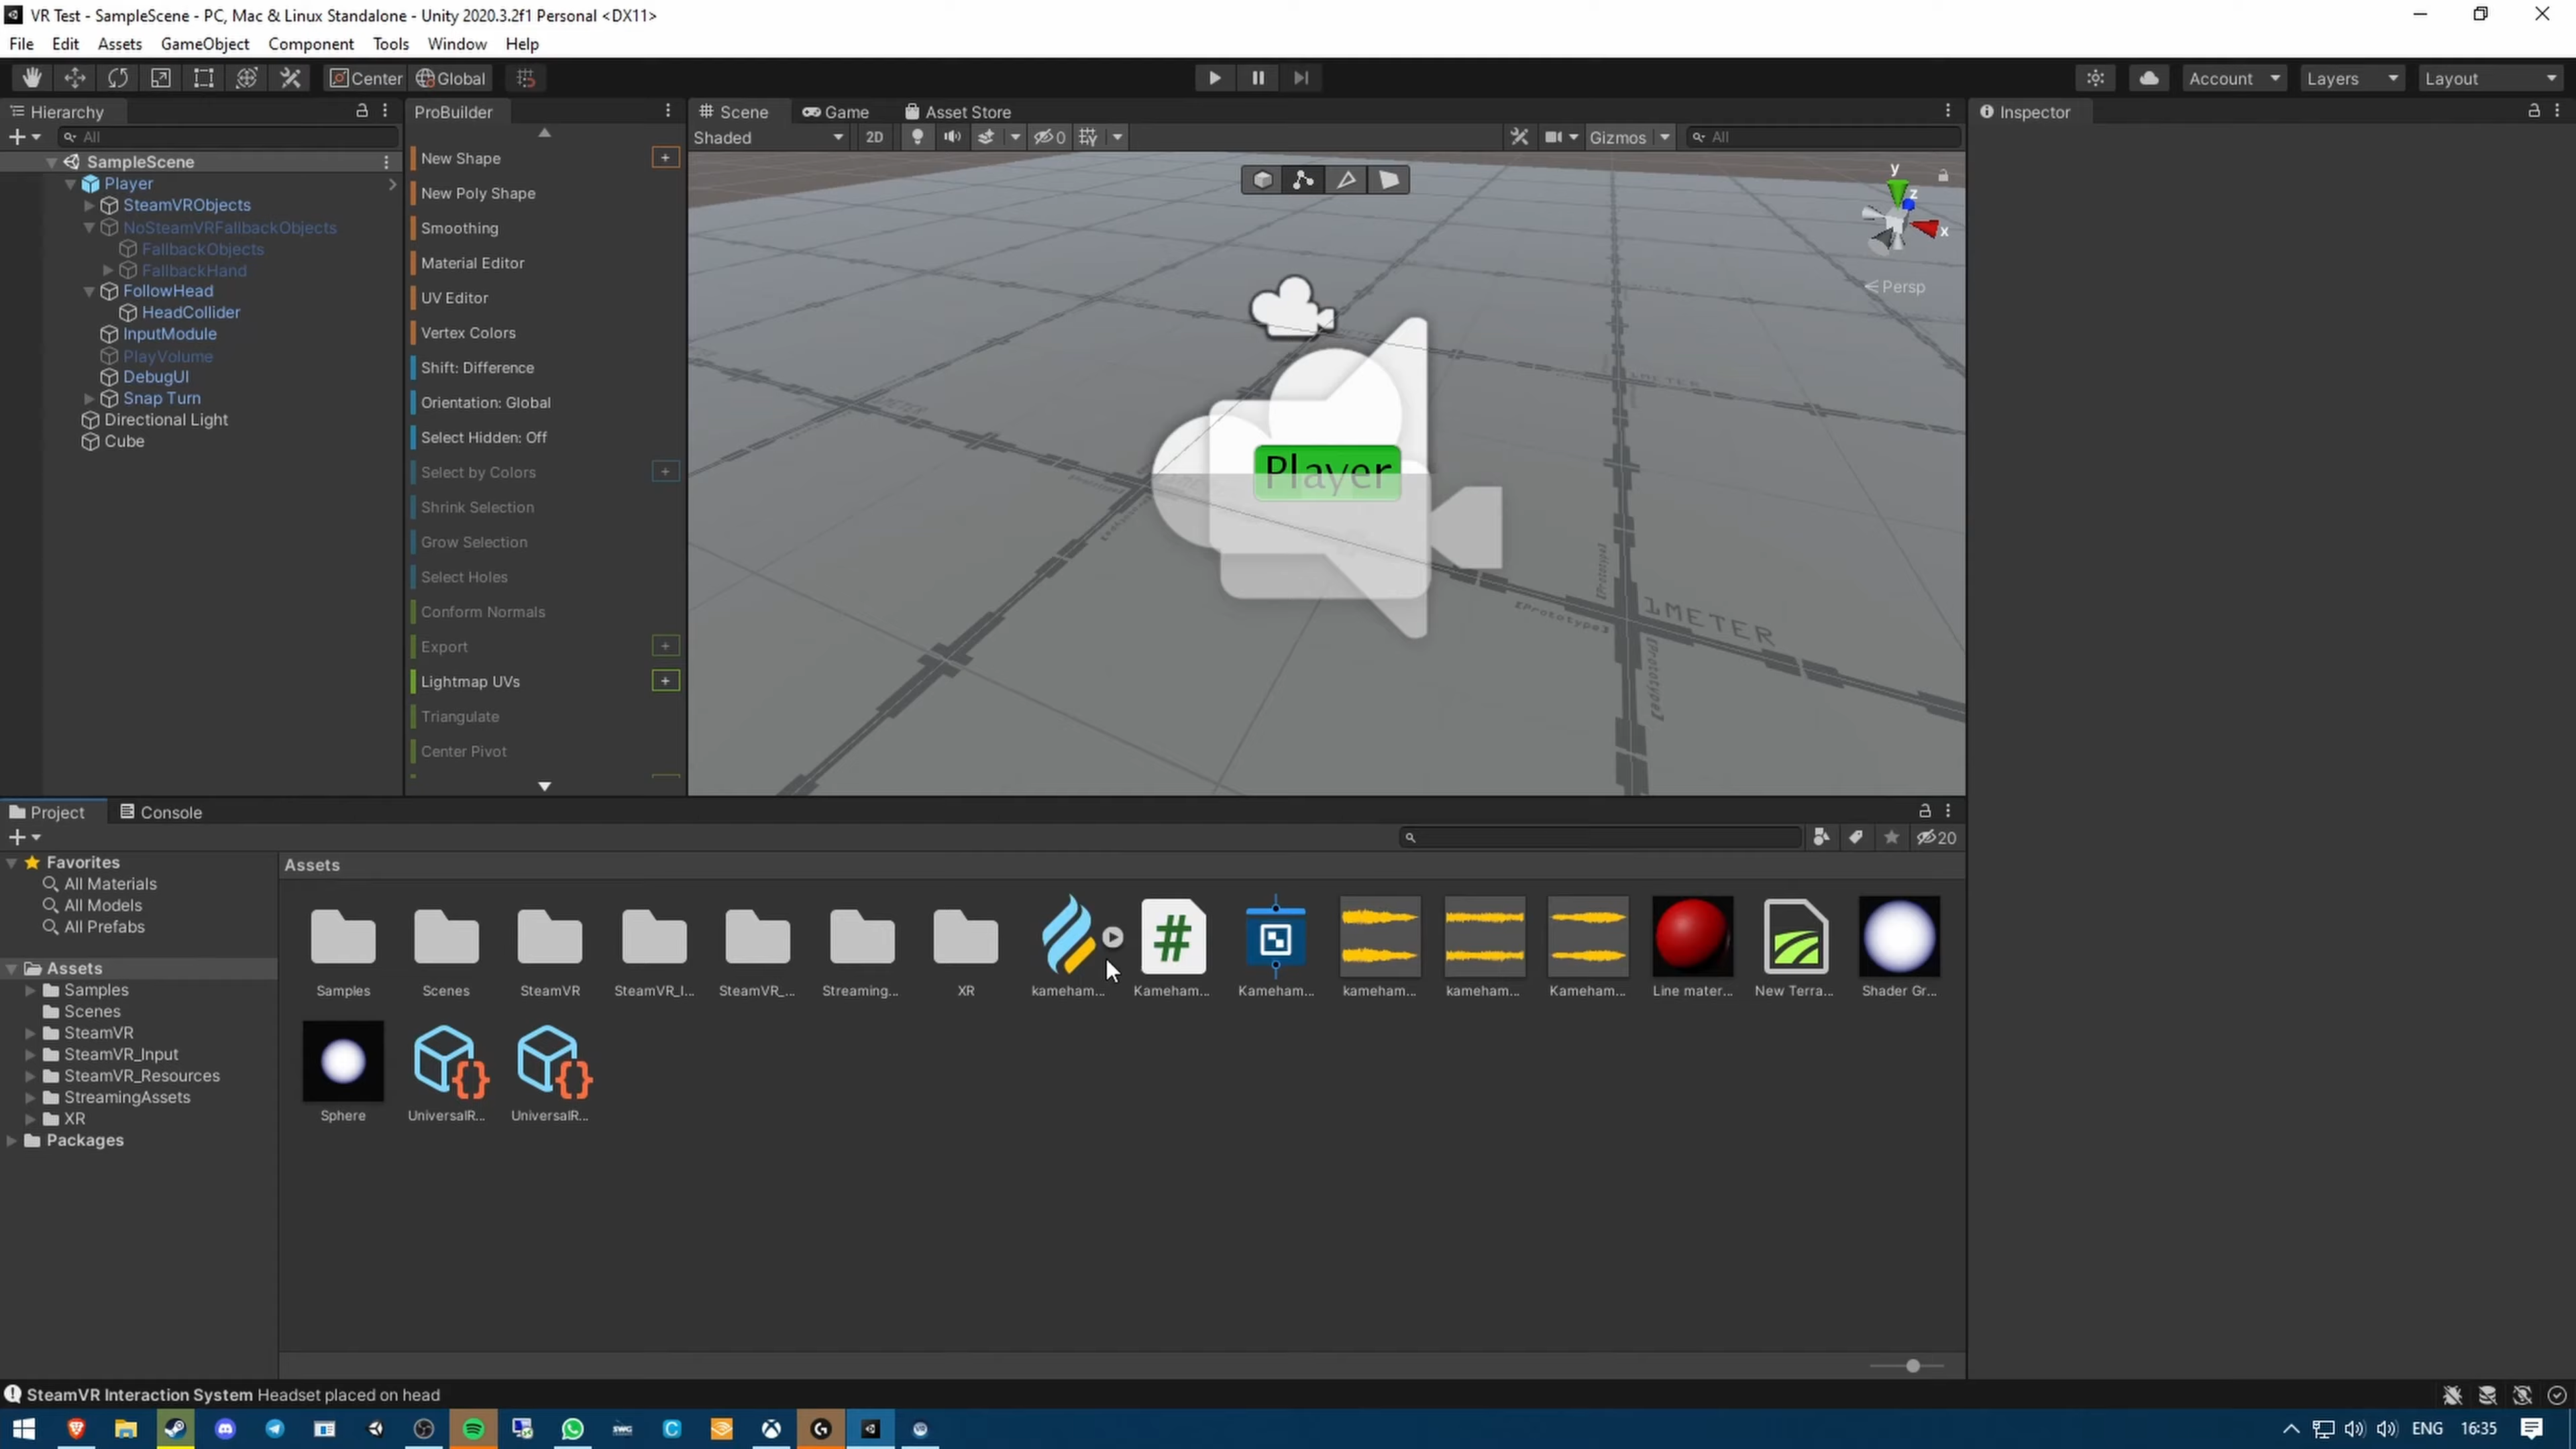 VR Test - SampleScene - PC, Mac & Linux Standalone - Unity 2020.3.2f1 Personal <DX11>
File Edit Assets GameObject Component Tools Window Help
Center Global Account Layers Layout
Hierarchy
All
SampleScene
Player
SteamVRObjects
NoSteamVRFallbackObjects
FallbackObjects
FallbackHand
FollowHead
HeadCollider
InputModule
PlayVolume
DebugUI
Snap Turn
Directional Light
Cube
ProBuilder
New Shape
New Poly Shape
Smoothing
Material Editor
UV Editor
Vertex Colors
Shift: Difference
Orientation: Global
Select Hidden: Off
Select by Colors
Shrink Selection
Grow Selection
Select Holes
Conform Normals
Export
Lightmap UVs
Triangulate
Center Pivot
Scene Game Asset Store
Shaded 2D 0 Gizmos All
y
z
x
Persp
Player
1METER
[Prototype]
Inspector
Project Console
20
Favorites
All Materials
All Models
All Prefabs
Assets
Samples
Scenes
SteamVR
SteamVR_Input
SteamVR_Resources
StreamingAssets
XR
Packages
Assets
Samples Scenes SteamVR SteamVR_I... SteamVR_... Streaming... XR kameham... Kameham... Kameham... kameham... kameham... Kameham... Line mater... New Terra... Shader Gr...
Sphere UniversalR... UniversalR...
SteamVR Interaction System Headset placed on head
SWG
ENG 16:35